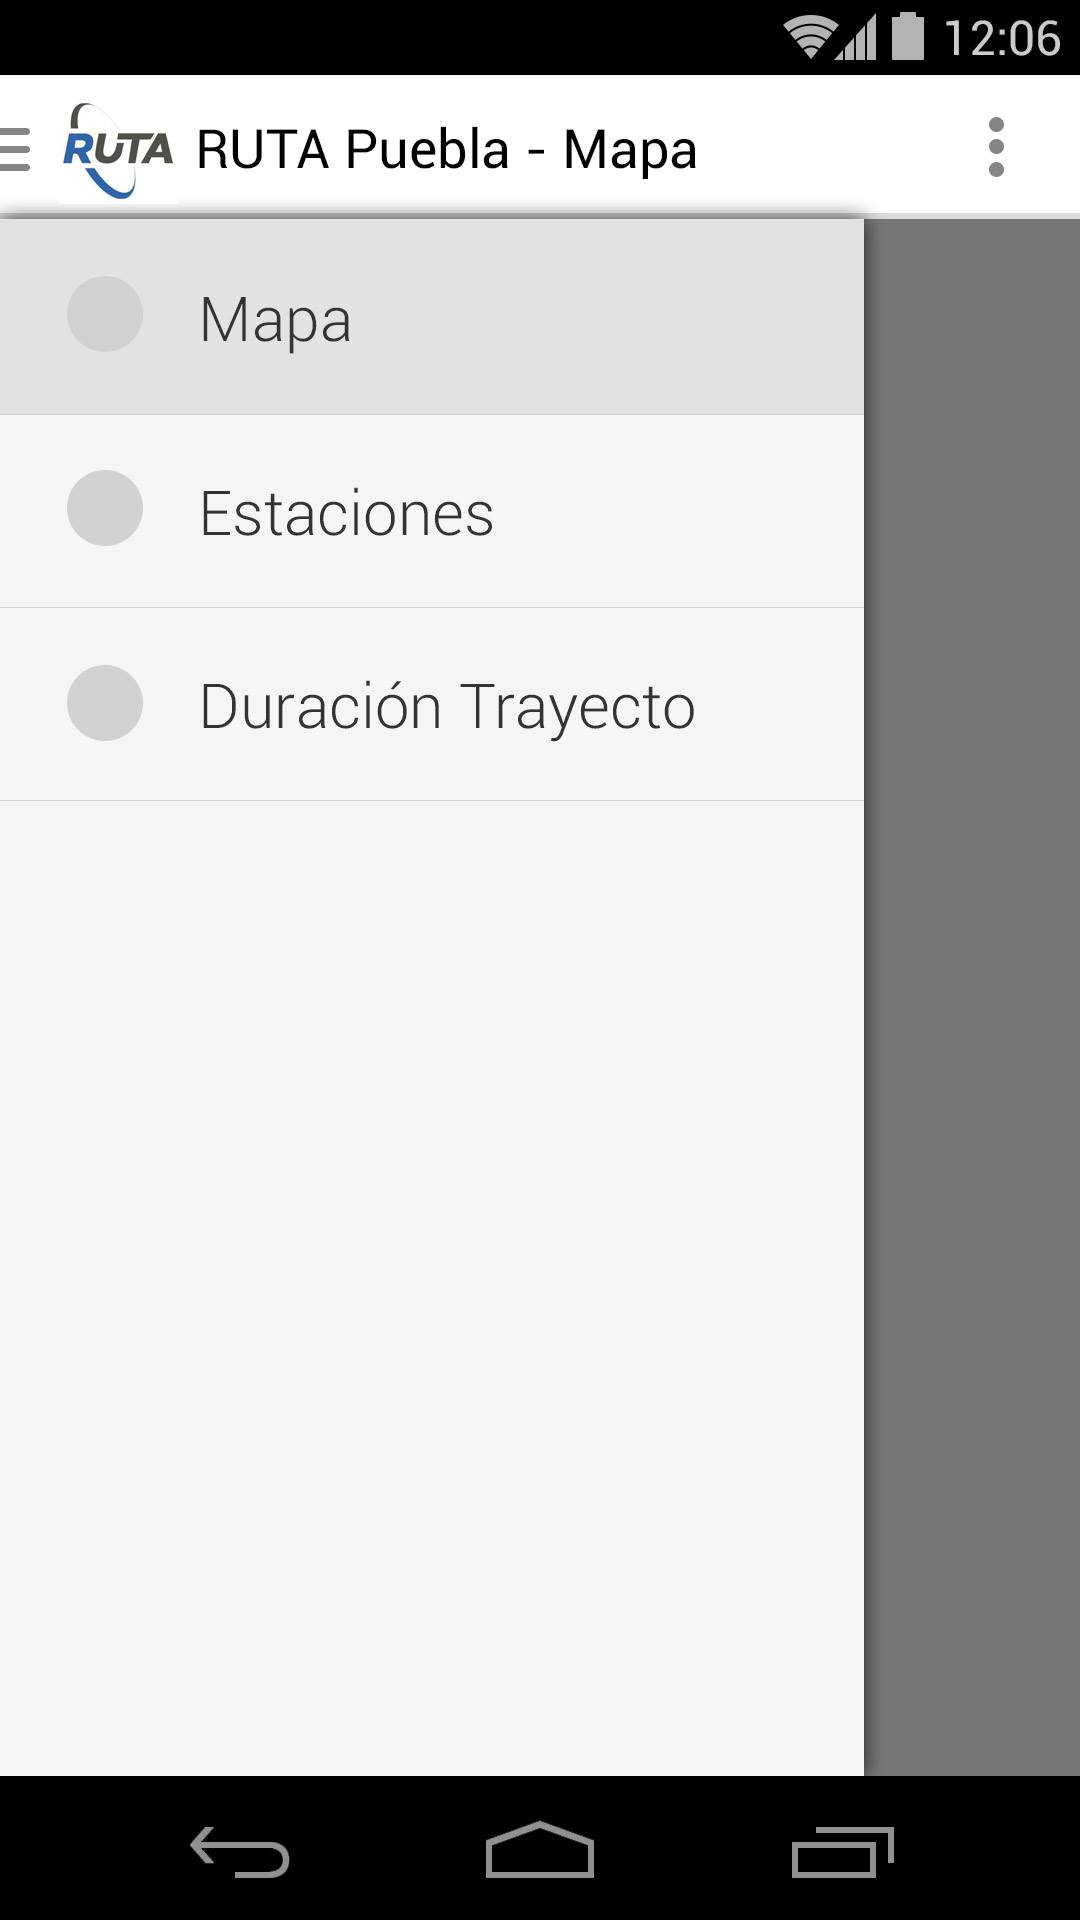 12:06
RUTA RUTA Puebla - Mapa
Mapa
Estaciones
Duración Trayecto